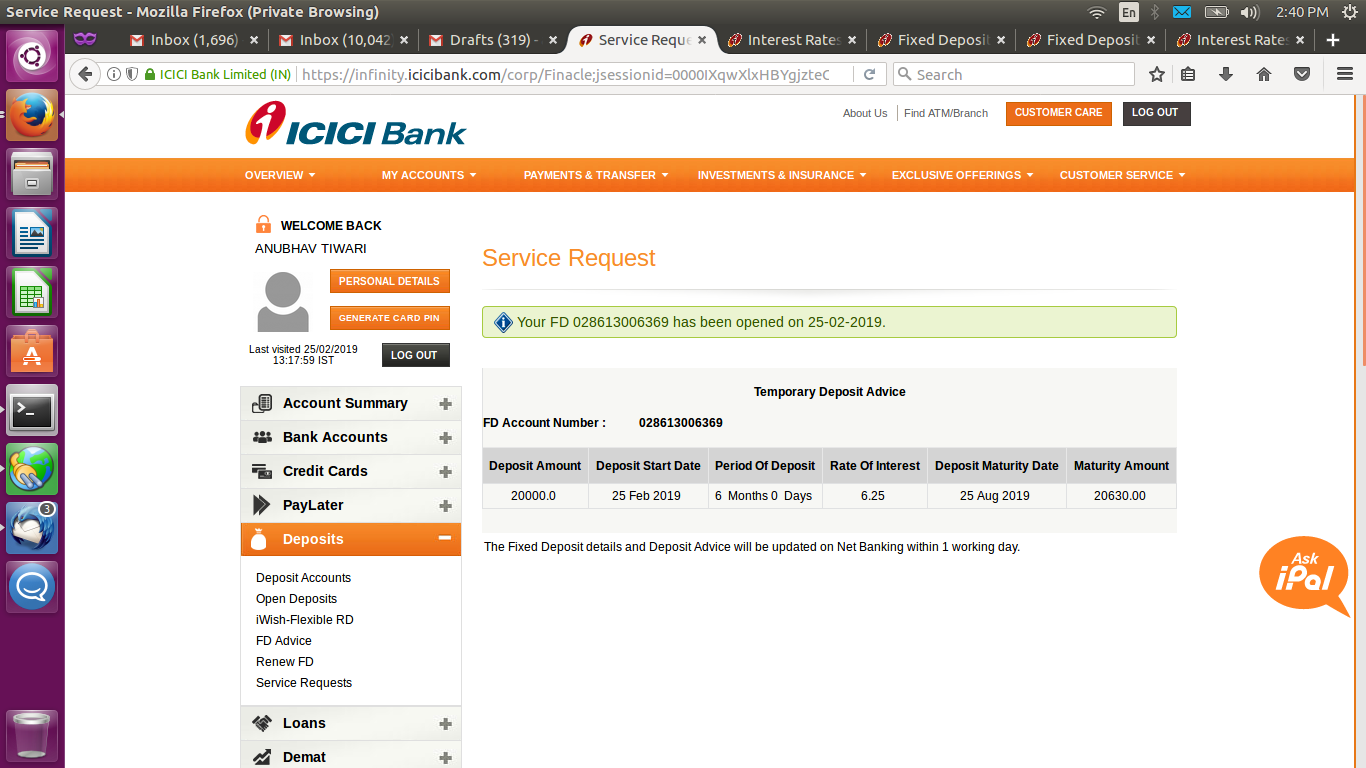 Service Request - Mozilla Firefox (Private Browsing)
En
2:40 PM
Inbox (1,696)
Inbox (10,042
Drafts (319) -
Service Reque
Interest Rates
Fixed Deposit
Fixed Deposit
Interest Rates
ICICI Bank Limited (IN)
https://infinity.icicibank.com/corp/Finacle;jsessionid=0000IXqwXlxHBYgjzteC
Search
ICICI Bank
About Us
Find ATM/Branch
CUSTOMER CARE
LOG OUT
OVERVIEW
MY ACCOUNTS
PAYMENTS & TRANSFER
INVESTMENTS & INSURANCE
EXCLUSIVE OFFERINGS
CUSTOMER SERVICE
WELCOME BACK
ANUBHAV TIWARI
PERSONAL DETAILS
GENERATE CARD PIN
Last visited 25/02/2019
13:17:59 IST
LOG OUT
Account Summary
Bank Accounts
Credit Cards
PayLater
Deposits
Deposit Accounts
Open Deposits
iWish-Flexible RD
FD Advice
Renew FD
Service Requests
Loans
Demat
Service Request
Your FD 028613006369 has been opened on 25-02-2019.
Temporary Deposit Advice
FD Account Number : 028613006369
Deposit Amount Deposit Start Date Period Of Deposit Rate Of Interest Deposit Maturity Date Maturity Amount
20000.0 25 Feb 2019 6 Months 0 Days 6.25 25 Aug 2019 20630.00
The Fixed Deposit details and Deposit Advice will be updated on Net Banking within 1 working day.
Ask
iPal
3